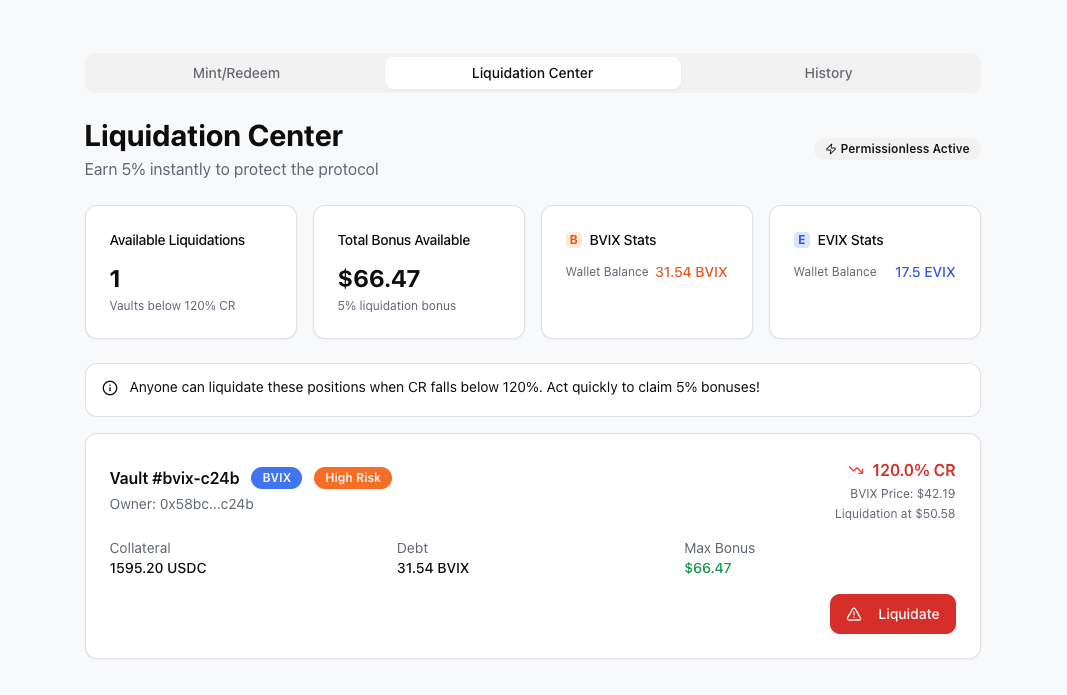 Mint/Redeem
Liquidation Center
History
Liquidation Center
Earn 5% instantly to protect the protocol
Permissionless Active
Available Liquidations
1
Vaults below 120% CR
Total Bonus Available
$66.47
5% liquidation bonus
B BVIX Stats
Wallet Balance 31.54 BVIX
E EVIX Stats
Wallet Balance 17.5 EVIX
Anyone can liquidate these positions when CR falls below 120%. Act quickly to claim 5% bonuses!
Vault #bvix-c24b BVIX High Risk
Owner: 0x58bc...c24b
120.0% CR
BVIX Price: $42.19
Liquidation at $50.58
Collateral
1595.20 USDC
Debt
31.54 BVIX
Max Bonus
$66.47
Liquidate